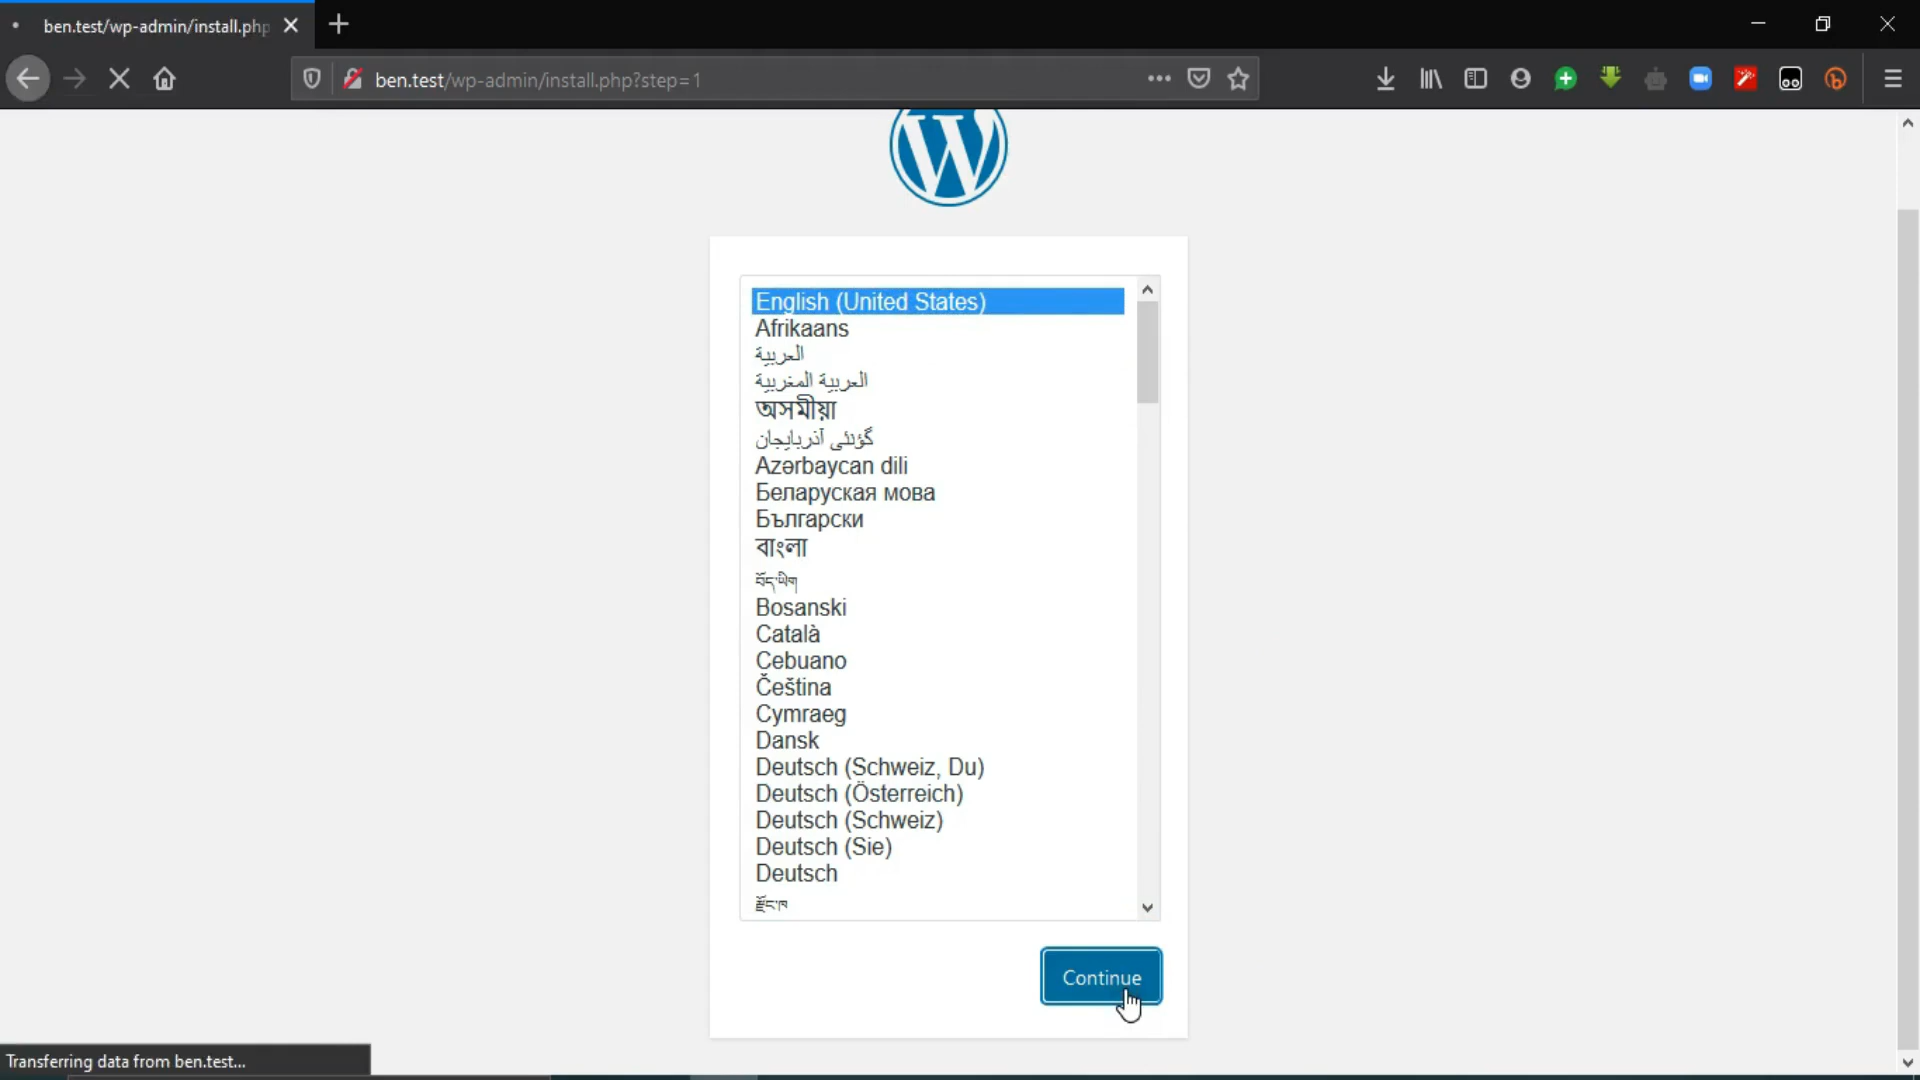 ben.test/wp-admin/install.php
ben.test/wp-admin/install.php?step=1
English (United States)
Afrikaans
العربية
العربية المغربية
অসমীয়া
گؤنئی آذربایجان
Azərbaycan dili
Беларуская мова
Български
বাংলা
བོད་ཡིག
Bosanski
Català
Cebuano
Čeština
Cymraeg
Dansk
Deutsch (Schweiz, Du)
Deutsch (Österreich)
Deutsch (Schweiz)
Deutsch (Sie)
Deutsch
རྫོང་ཁ
Continue
Transferring data from ben.test...